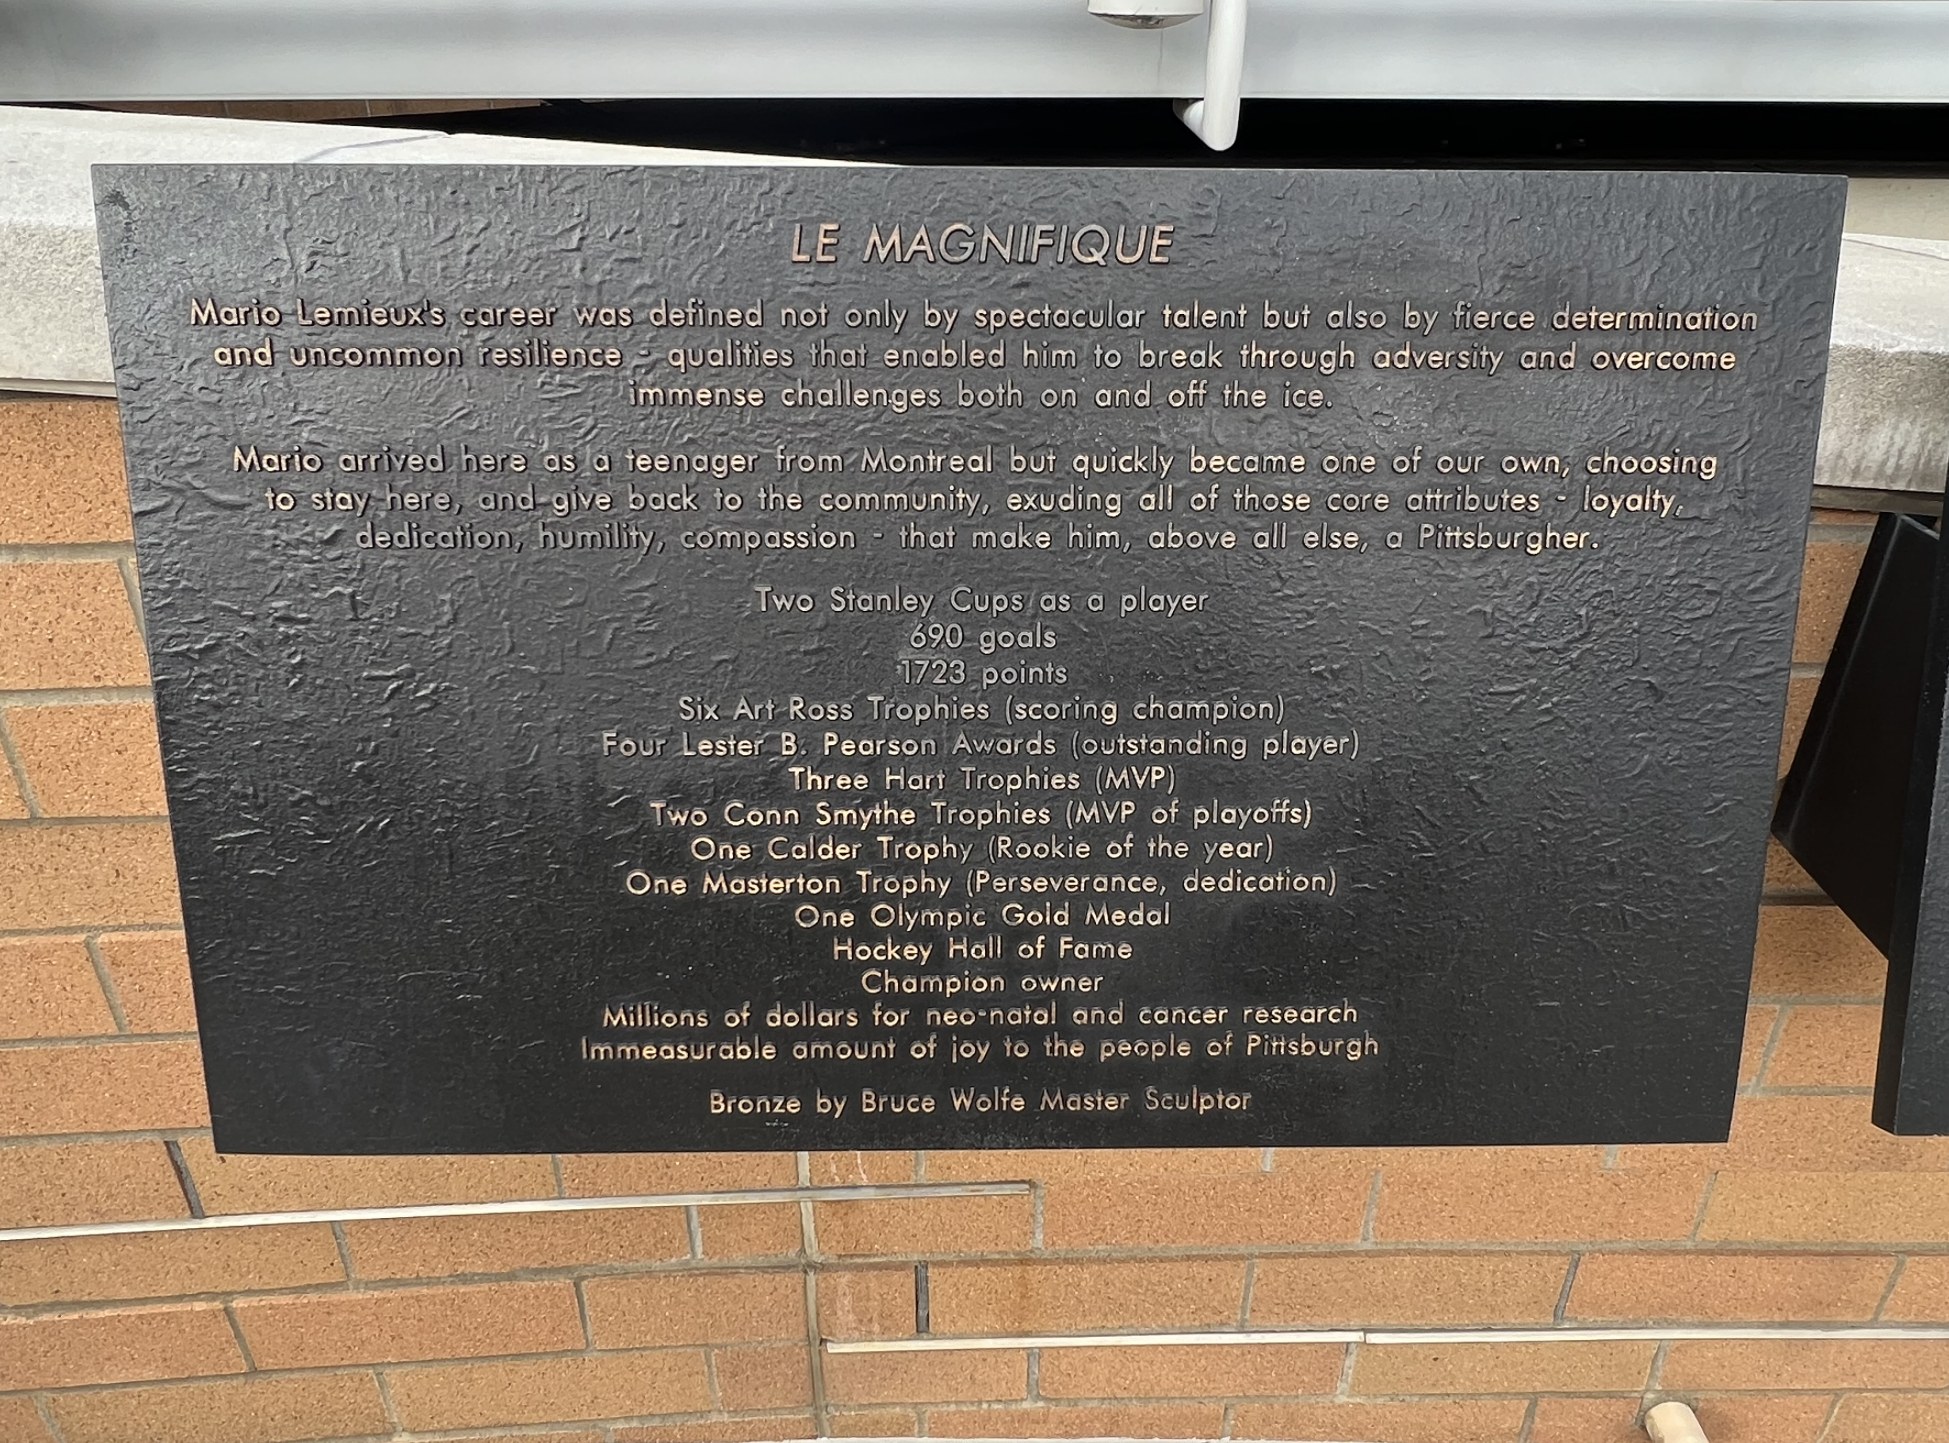 LE MAGNIFIQUE
Mario Lemieux's career was defined not only by spectacular talent but also by fierce determination
and uncommon resilience - qualities that enabled him to break through adversity and overcome
immense challenges both on and off the ice.
Mario arrived here as a teenager from Montreal but quickly became one of our own, choosing
to stay here, and give back to the community, exuding all of those core attributes - loyalty,
dedication, humility, compassion - that make him, above all else, a Pittsburgher.
Two Stanley Cups as a player
690 goals
1723 points
Six Art Ross Trophies (scoring champion)
Four Lester B. Pearson Awards (outstanding player)
Three Hart Trophies (MVP)
Two Conn Smythe Trophies (MVP of playoffs)
One Calder Trophy (Rookie of the year)
One Masterton Trophy (Perseverance, dedication)
One Olympic Gold Medal
Hockey Hall of Fame
Champion owner
Millions of dollars for neo-natal and cancer research
Immeasurable amount of joy to the people of Pittsburgh
Bronze by Bruce Wolfe Master Sculptor